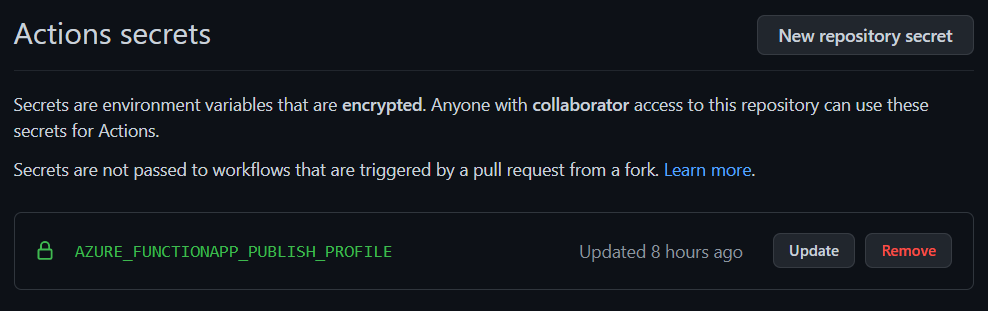 Actions secrets
New repository secret
Secrets are environment variables that are encrypted. Anyone with collaborator access to this repository can use these
secrets for Actions.
Secrets are not passed to workflows that are triggered by a pull request from a fork. Learn more.
AZURE_FUNCTIONAPP_PUBLISH_PROFILE Updated 8 hours ago Update Remove